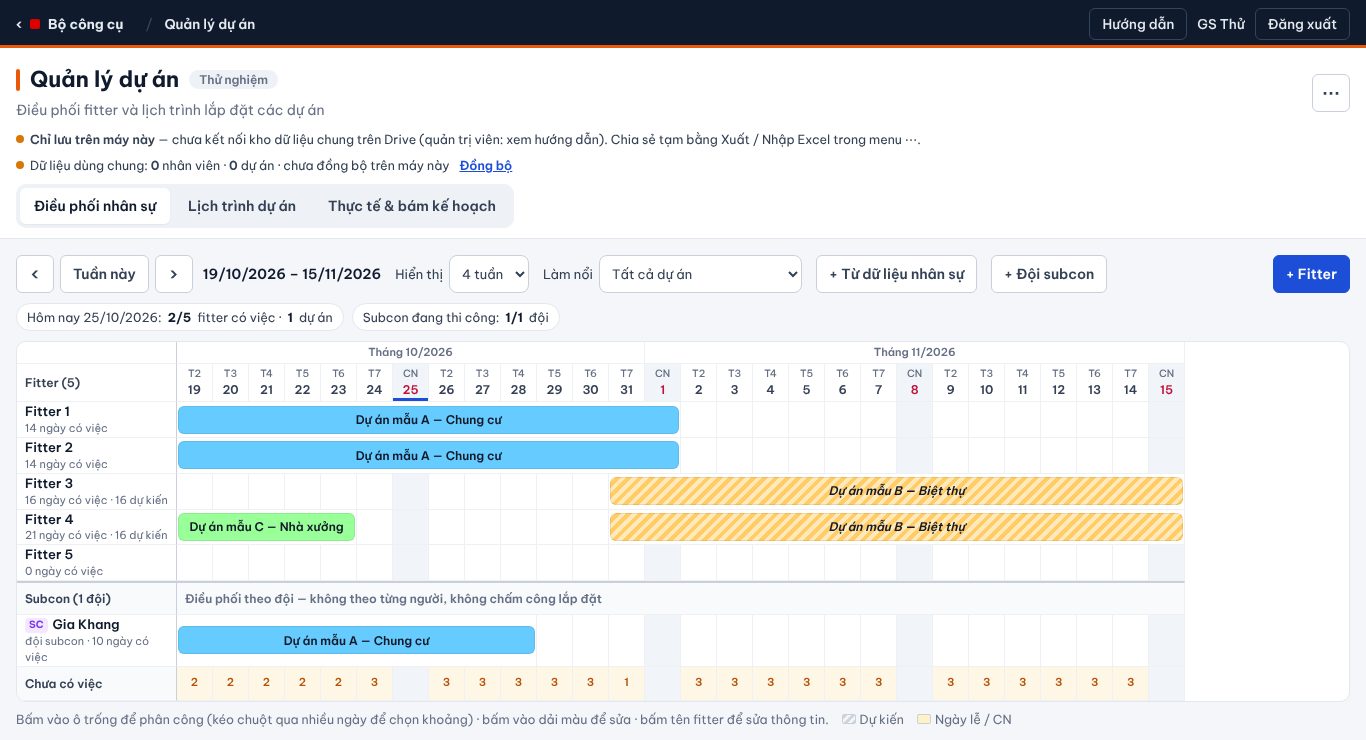 ‹ Bộ công cụ / Quản lý dự án Hướng dẫn GS Thử Đăng xuất
Quản lý dự án Thử nghiệm
Điều phối fitter và lịch trình lắp đặt các dự án
Chỉ lưu trên máy này — chưa kết nối kho dữ liệu chung trên Drive (quản trị viên: xem hướng dẫn). Chia sẻ tạm bằng Xuất / Nhập Excel trong menu ⋯.
Dữ liệu dùng chung: 0 nhân viên · 0 dự án · chưa đồng bộ trên máy này Đồng bộ
Điều phối nhân sự Lịch trình dự án Thực tế & bám kế hoạch
‹ Tuần này › 19/10/2026 – 15/11/2026 Hiển thị 4 tuần Làm nổi Tất cả dự án + Từ dữ liệu nhân sự + Đội subcon + Fitter
Hôm nay 25/10/2026: 2/5 fitter có việc · 1 dự án Subcon đang thi công: 1/1 đội
Tháng 10/2026 Tháng 11/2026
T2 T3 T4 T5 T6 T7 CN T2 T3 T4 T5 T6 T7 CN T2 T3 T4 T5 T6 T7 CN T2 T3 T4 T5 T6 T7 CN
Fitter (5) 19 20 21 22 23 24 25 26 27 28 29 30 31 1 2 3 4 5 6 7 8 9 10 11 12 13 14 15
Fitter 1 Dự án mẫu A — Chung cư
14 ngày có việc
Fitter 2 Dự án mẫu A — Chung cư
14 ngày có việc
Fitter 3 Dự án mẫu B — Biệt thự
16 ngày có việc · 16 dự kiến
Fitter 4 Dự án mẫu C — Nhà xưởng Dự án mẫu B — Biệt thự
21 ngày có việc · 16 dự kiến
Fitter 5
0 ngày có việc
Subcon (1 đội) Điều phối theo đội — không theo từng người, không chấm công lắp đặt
SC Gia Khang Dự án mẫu A — Chung cư
đội subcon · 10 ngày có
việc
Chưa có việc 2 2 2 2 2 3 3 3 3 3 3 1 3 3 3 3 3 3 3 3 3 3 3 3
Bấm vào ô trống để phân công (kéo chuột qua nhiều ngày để chọn khoảng) · bấm vào dải màu để sửa · bấm tên fitter để sửa thông tin. Dự kiến Ngày lễ / CN